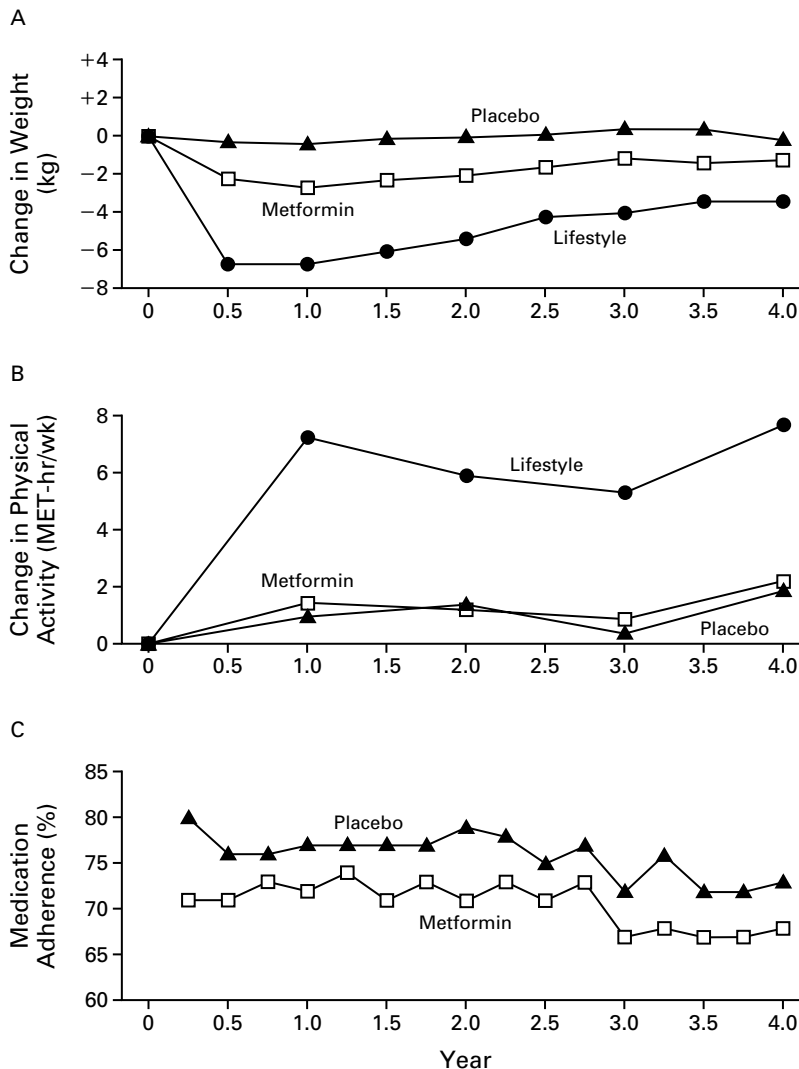 A
+4
+2
0
−2
−4
−6
−8
Change in Weight
(kg)
Placebo
Metformin
Lifestyle
0 0.5 1.0 1.5 2.0 2.5 3.0 3.5 4.0
B
8
6
4
2
0
Change in Physical
Activity (MET-hr/wk)
Lifestyle
Metformin
Placebo
0 0.5 1.0 1.5 2.0 2.5 3.0 3.5 4.0
C
85
80
75
70
65
60
Medication
Adherence (%)
Placebo
Metformin
0 0.5 1.0 1.5 2.0 2.5 3.0 3.5 4.0
Year